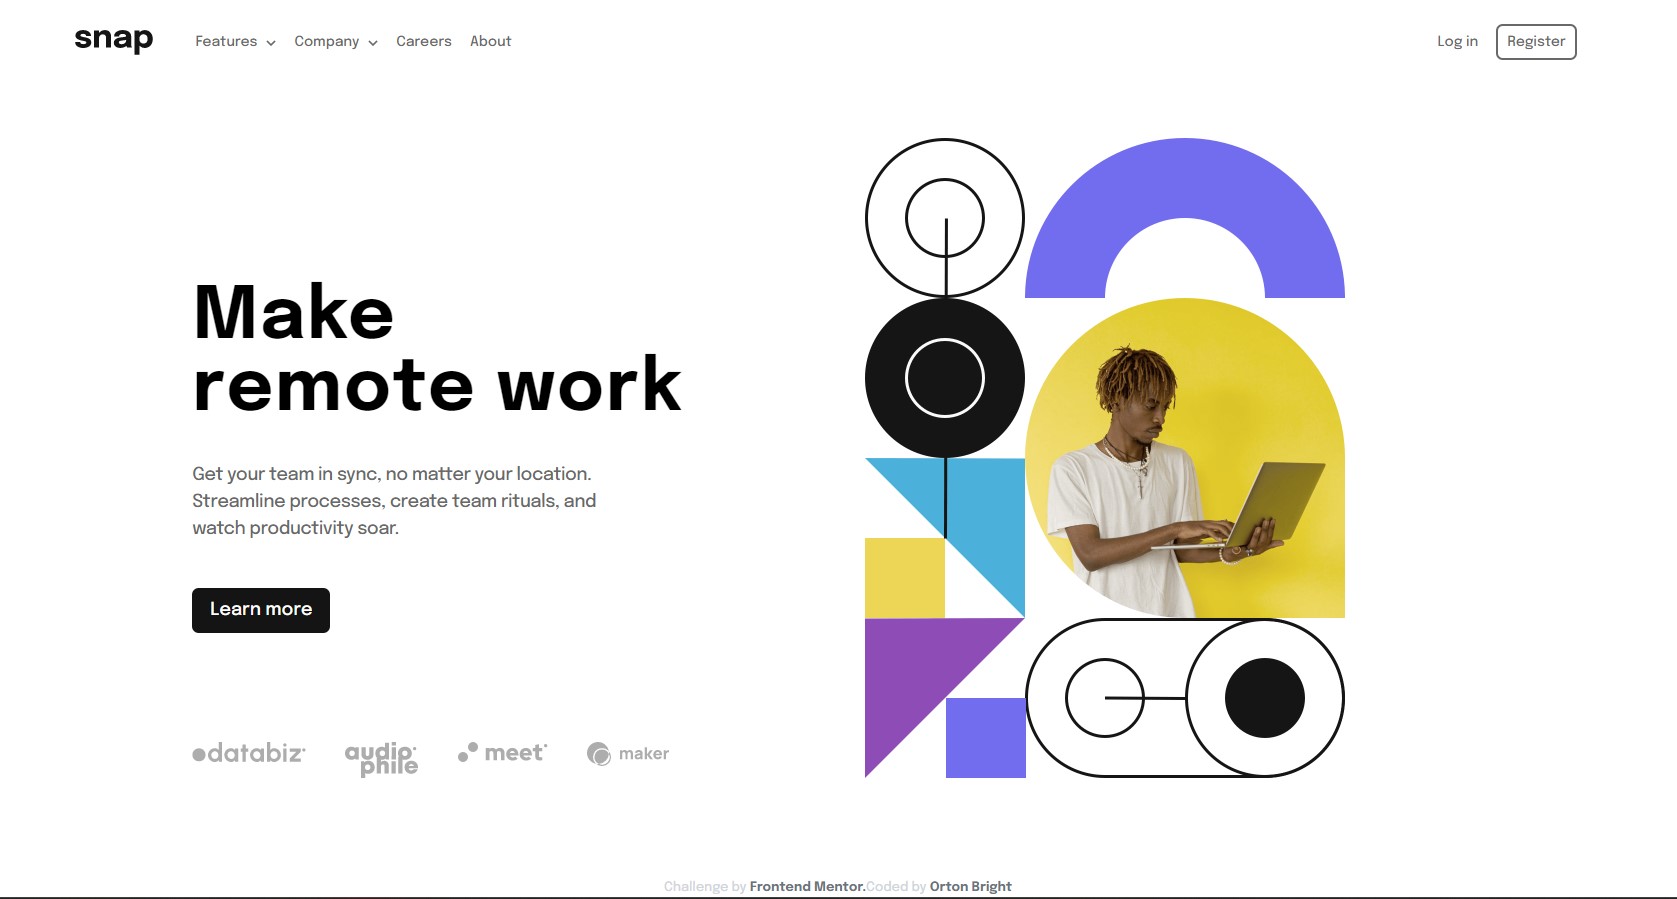 snap Features Company Careers About Log in Register
Make
remote work
Get your team in sync, no matter your location.
Streamline processes, create team rituals, and
watch productivity soar.
Learn more
databiz audiophile meet maker
Challenge by Frontend Mentor.Coded by Orton Bright